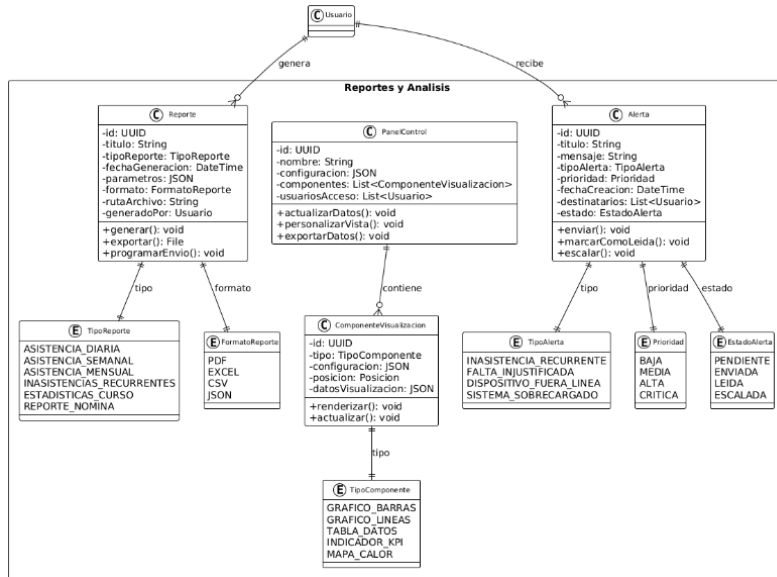 C Usuario
genera
recibe
Reportes y Analisis
C Reporte
-id: UUID
-titulo: String
-tipoReporte: TipoReporte
-fechaGeneracion: DateTime
-parametros: JSON
-formato: FormatoReporte
-rutaArchivo: String
-generadoPor: Usuario
+generar(): void
+exportar(): File
+programarEnvio(): void
C PanelControl
-id: UUID
-nombre: String
-configuracion: JSON
-componentes: List<ComponenteVisualizacion>
-usuariosAcceso: List<Usuario>
+actualizarDatos(): void
+personalizarVista(): void
+exportarDatos(): void
C Alerta
-id: UUID
-titulo: String
-mensaje: String
-tipoAlerta: TipoAlerta
-prioridad: Prioridad
-fechaCreacion: DateTime
-destinatarios: List<Usuario>
-estado: EstadoAlerta
+enviar(): void
+marcarComoLeida(): void
+escalar(): void
tipo
formato
contiene
tipo
prioridad
estado
E TipoReporte
ASISTENCIA_DIARIA
ASISTENCIA_SEMANAL
ASISTENCIA_MENSUAL
INASISTENCIAS_RECURRENTES
ESTADISTICAS_CURSO
REPORTE_NOMINA
E FormatoReporte
PDF
EXCEL
CSV
JSON
C ComponenteVisualizacion
-id: UUID
-tipo: TipoComponente
-configuracion: JSON
-posicion: Posicion
-datosVisualizacion: JSON
+renderizar(): void
+actualizar(): void
E TipoAlerta
INASISTENCIA_RECURRENTE
FALTA_INJUSTIFICADA
DISPOSITIVO_FUERA_LINEA
SISTEMA_SOBRECARGADO
E Prioridad
BAJA
MEDIA
ALTA
CRITICA
E EstadoAlerta
PENDIENTE
ENVIADA
LEIDA
ESCALADA
tipo
E TipoComponente
GRAFICO_BARRAS
GRAFICO_LINEAS
TABLA_DATOS
INDICADOR_KPI
MAPA_CALOR